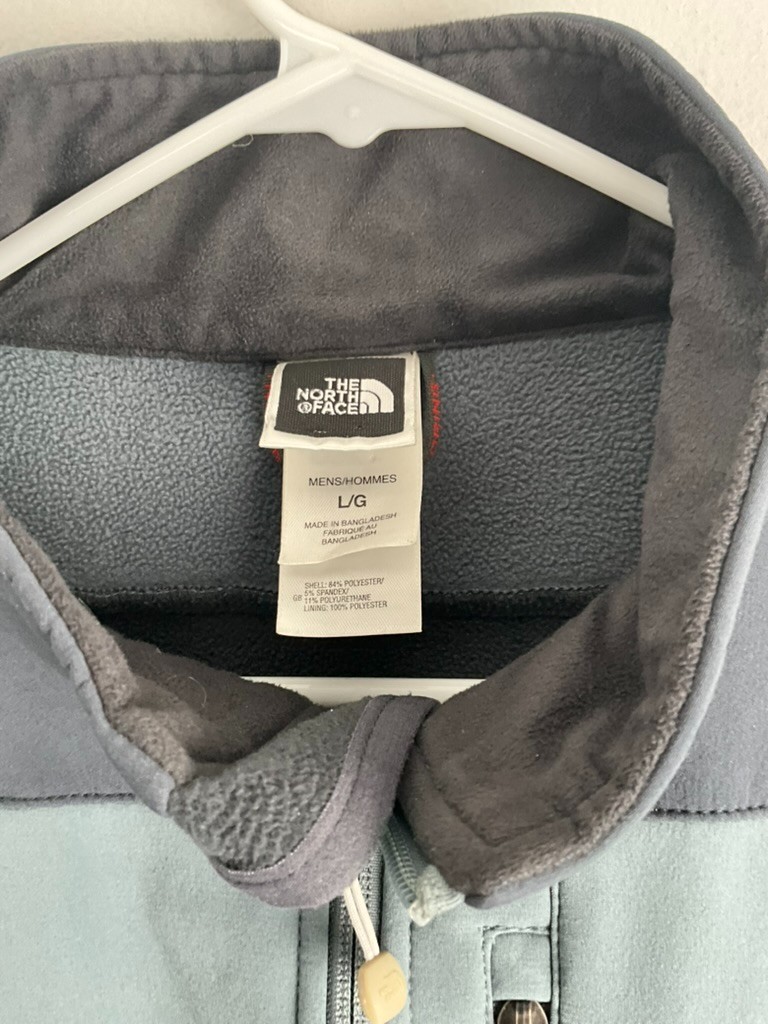 THE
NORTH
FACE
MENS/HOMMES
L/G
MADE IN BANGLADESH
FABRIQUE AU
BANGLADESH
SHELL: 84% POLYESTER/
5% SPANDEX/
GB 11% POLYURETHANE
LINING: 100% POLYESTER